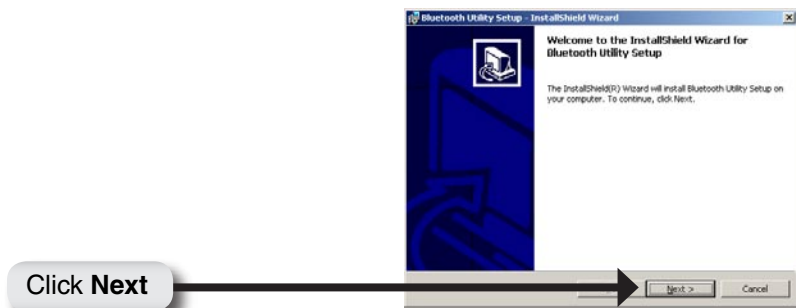 Bluetooth Utility Setup - InstallShield Wizard
Welcome to the InstallShield Wizard for
Bluetooth Utility Setup
The InstallShield(R) Wizard will install Bluetooth Utility Setup on
your computer. To continue, click Next.
Click Next
Next >
Cancel